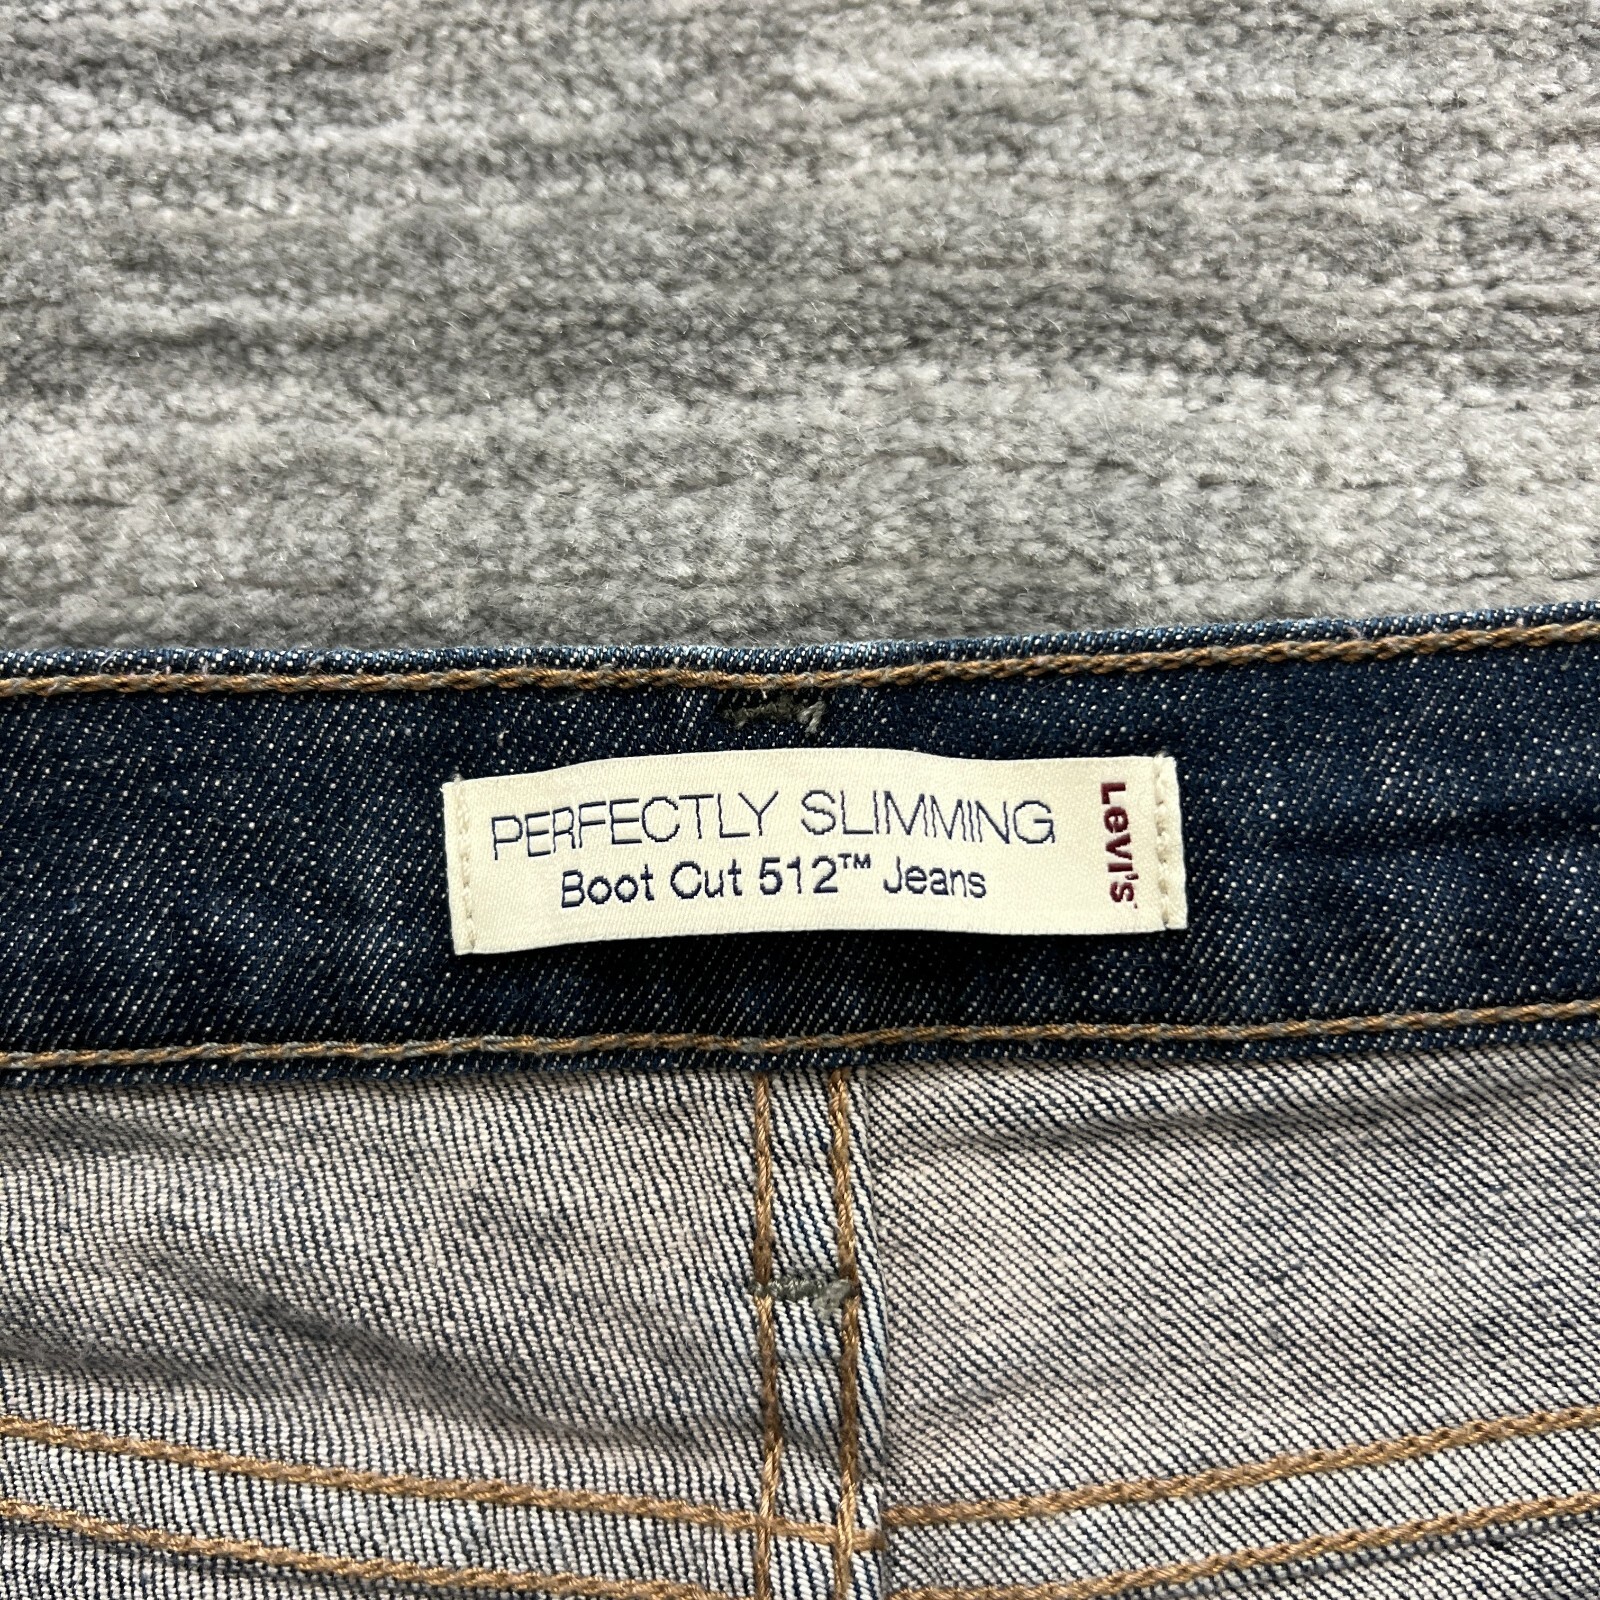 PERFECTLY SLIMMING
Boot Cut 512™ Jeans
Levi's